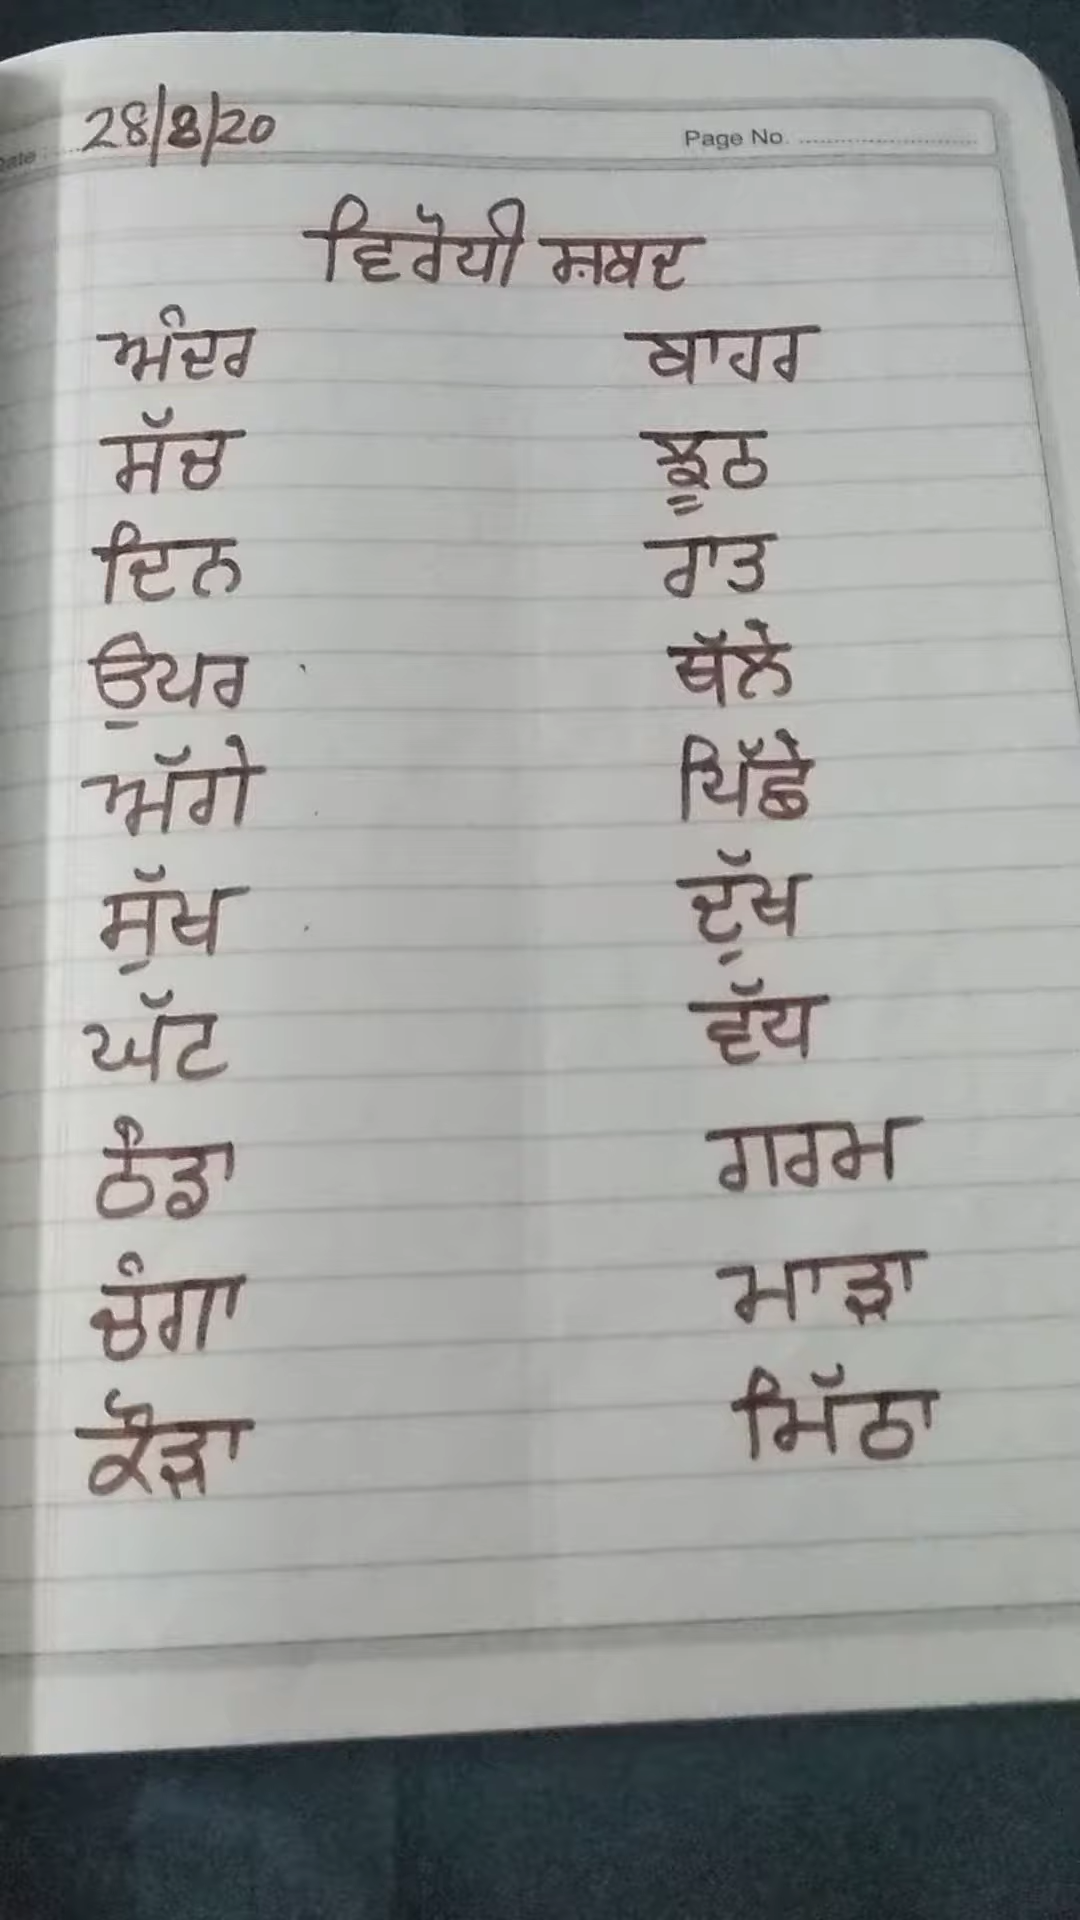 Date 28/8/20 Page No.
ਵਿਰੋਧੀ ਸ਼ਬਦ
ਅੰਦਰ ਬਾਹਰ
ਸੱਚ ਝੂਠ
ਦਿਨ ਰਾਤ
ਉਪਰ ਥੱਲੇ
ਅੱਗੇ ਪਿੱਛੇ
ਸੁੱਖ ਦੁੱਖ
ਘੱਟ ਵੱਧ
ਠੰਡਾ ਗਰਮ
ਚੰਗਾ ਮਾੜਾ
ਕੌੜਾ ਮਿੱਠਾ